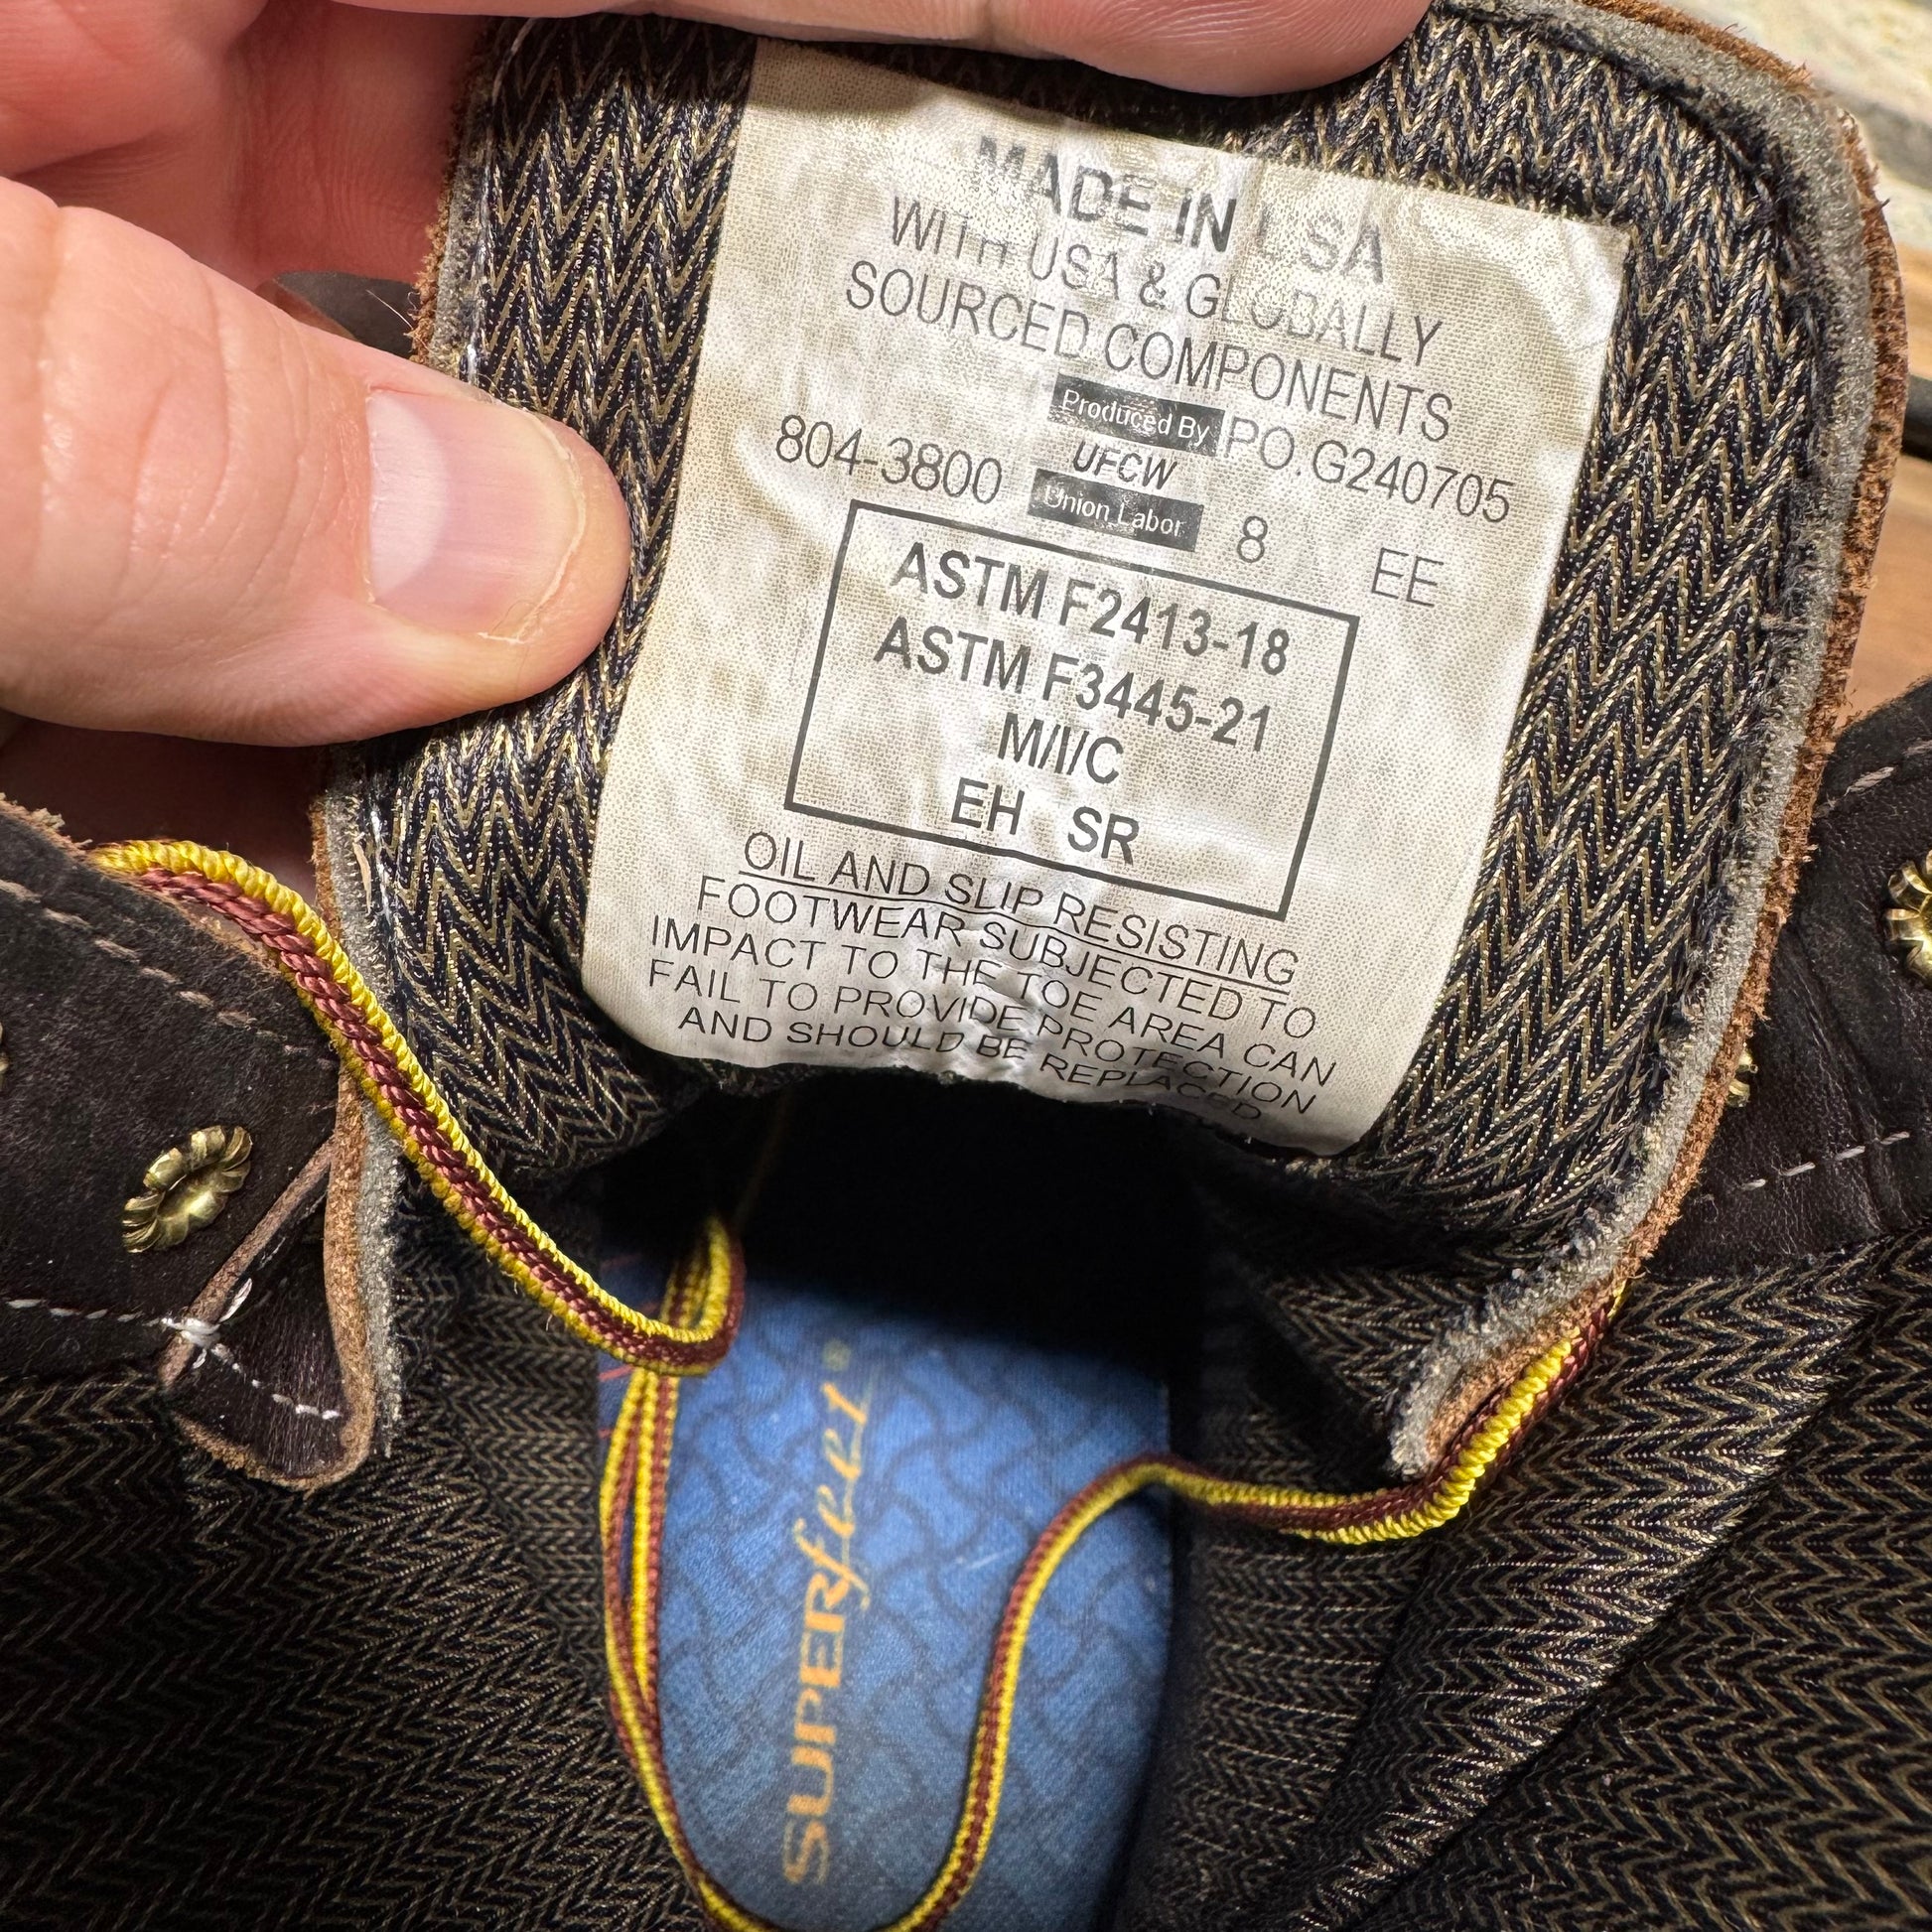 MADE IN USA
WITH USA & GLOBALLY
SOURCED COMPONENTS
Produced By
804-3800 UFCW PO.G240705
Union Labor 8 EE
ASTM F2413-18
ASTM F3445-21
M/I/C
EH SR
OIL AND SLIP RESISTING
FOOTWEAR SUBJECTED TO
IMPACT TO THE TOE AREA CAN
FAIL TO PROVIDE PROTECTION
AND SHOULD BE REPLACED
SUPERfeet®